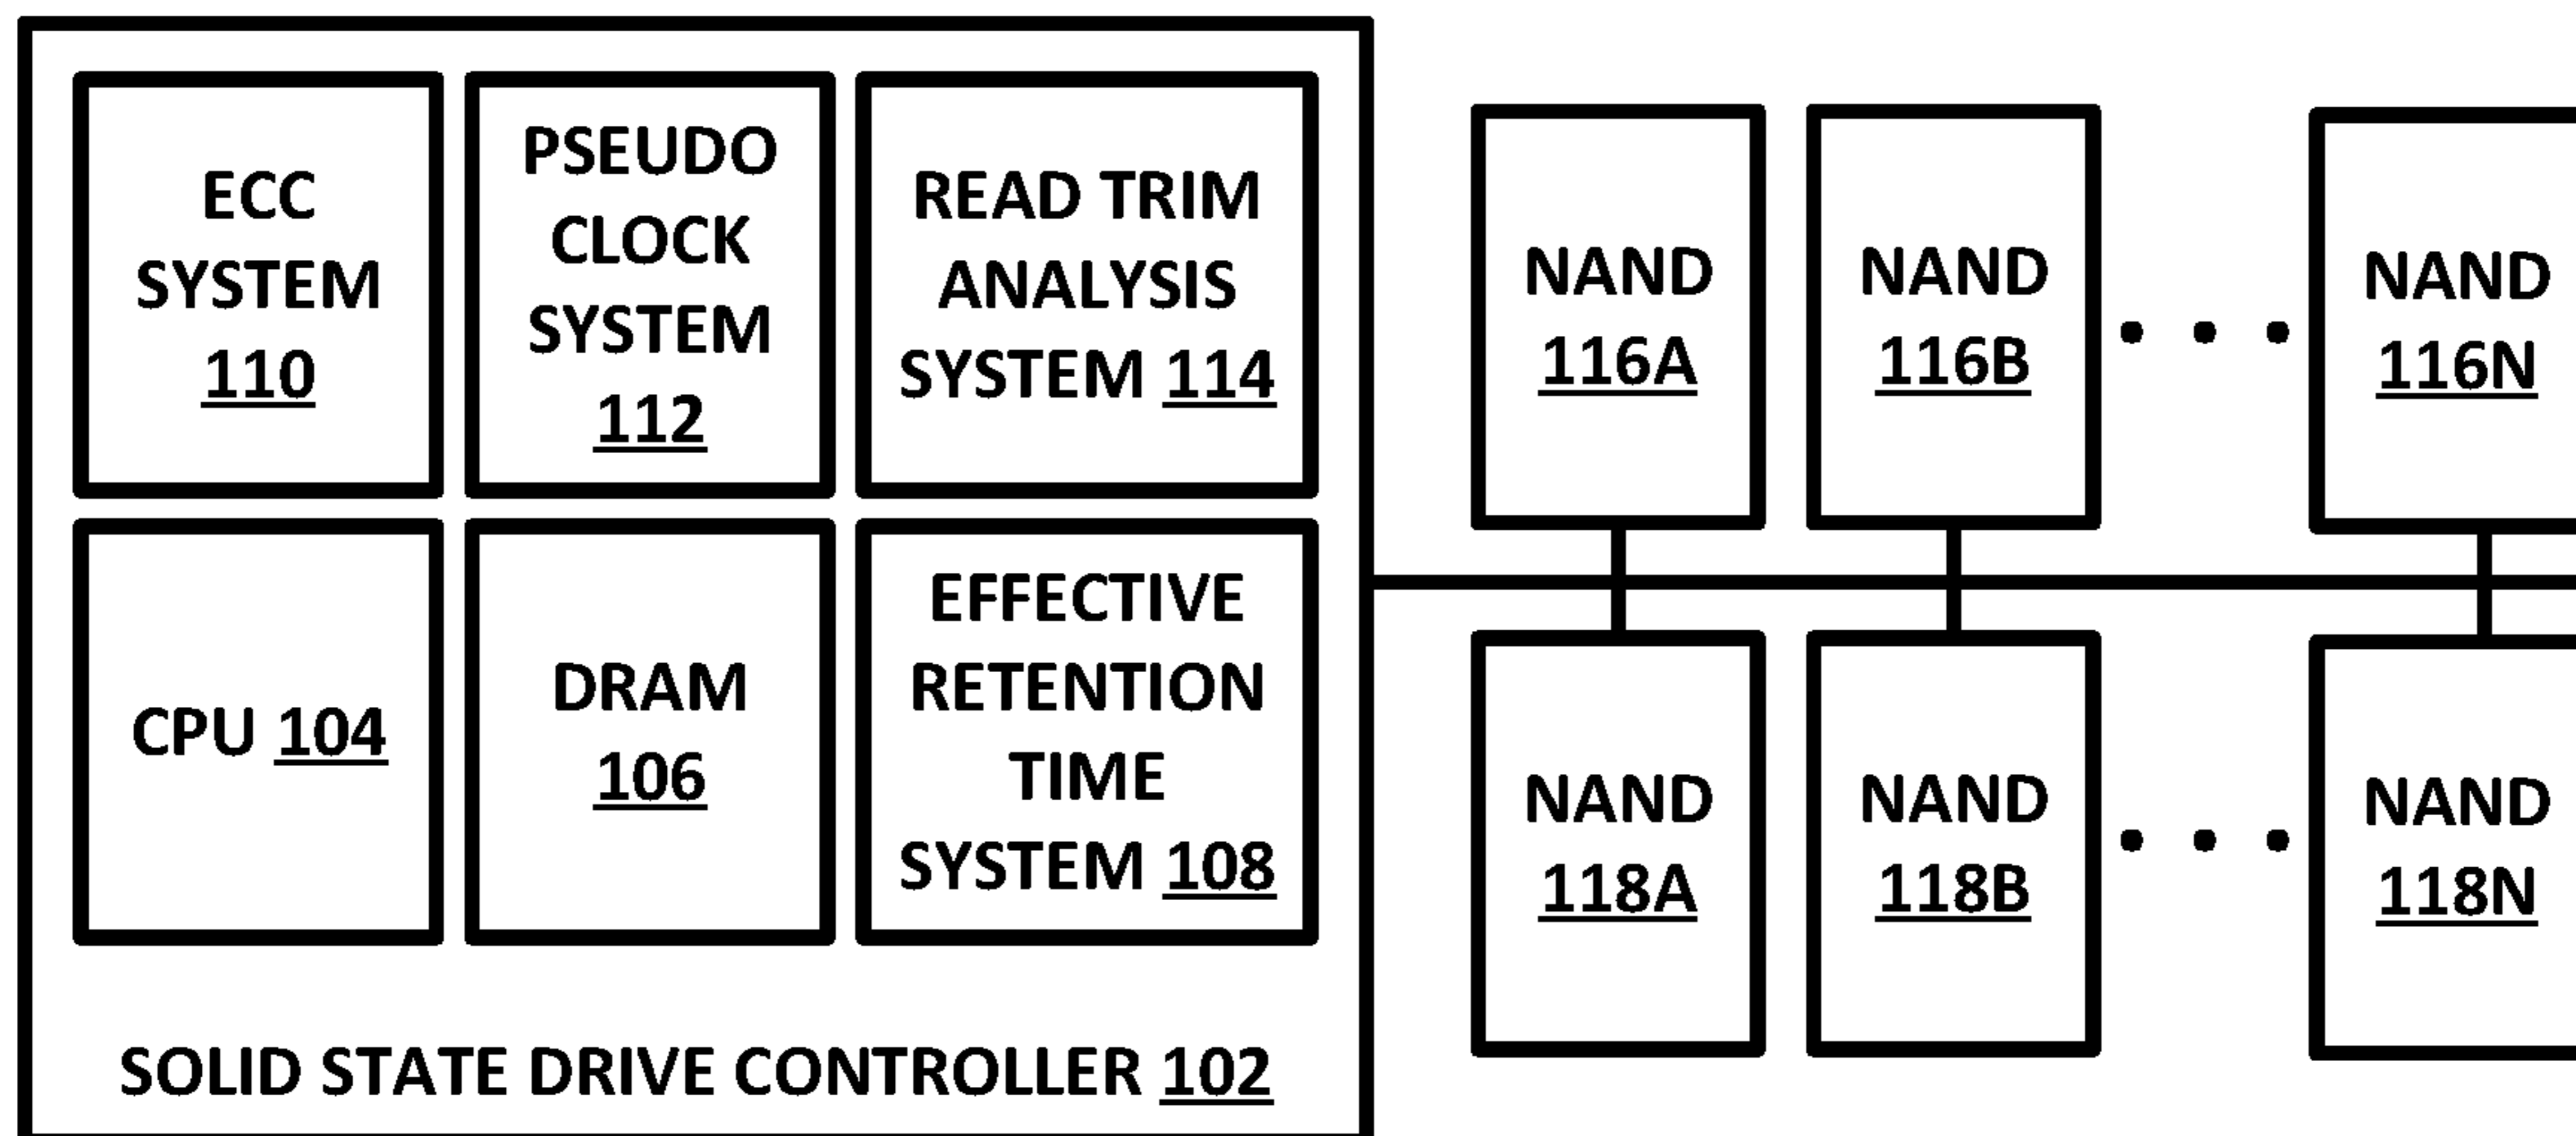 ECC
SYSTEM
110
PSEUDO
CLOCK
SYSTEM
112
READ TRIM
ANALYSIS
SYSTEM 114
CPU 104
DRAM
106
EFFECTIVE
RETENTION
TIME
SYSTEM 108
SOLID STATE DRIVE CONTROLLER 102
NAND
116A
NAND
116B
NAND
116N
NAND
118A
NAND
118B
NAND
118N